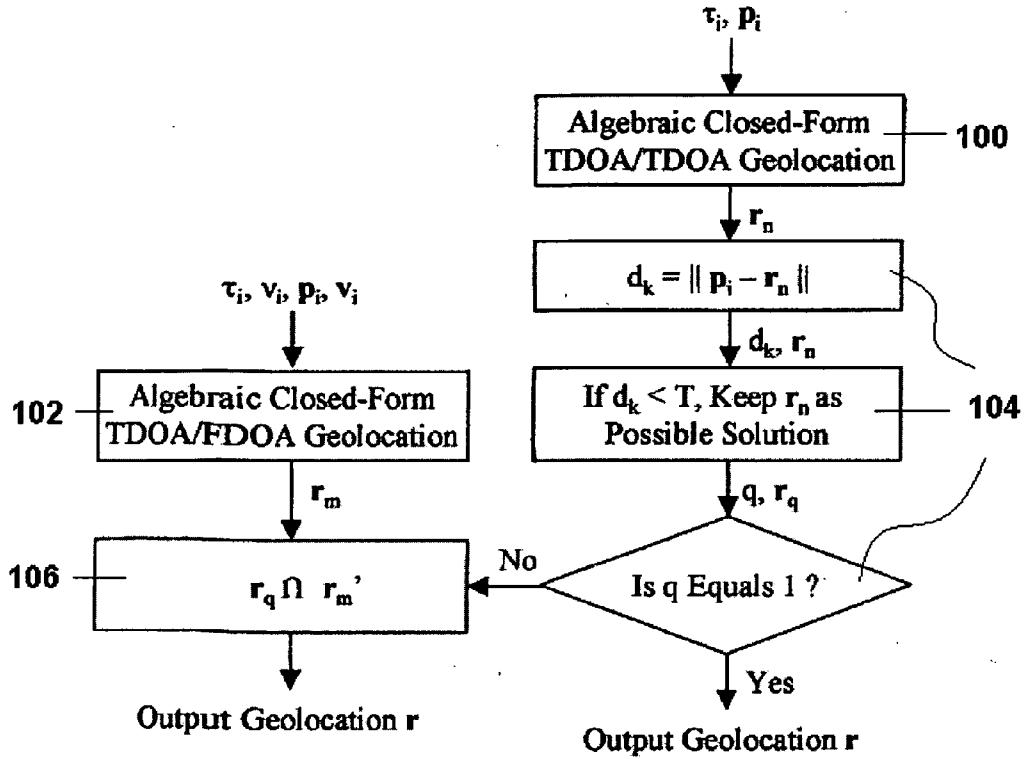 τᵢ, pᵢ
Algebraic Closed-Form
TDOA/TDOA Geolocation
100
rₙ
dₖ = || pᵢ – rₙ ||
dₖ, rₙ
If dₖ < T, Keep rₙ as
Possible Solution
104
q, r_q
Is q Equals 1 ?
No
Yes
Output Geolocation r
τᵢ, νᵢ, pᵢ, vᵢ
102
Algebraic Closed-Form
TDOA/FDOA Geolocation
rₘ
106
r_q ∩ rₘ’
Output Geolocation r